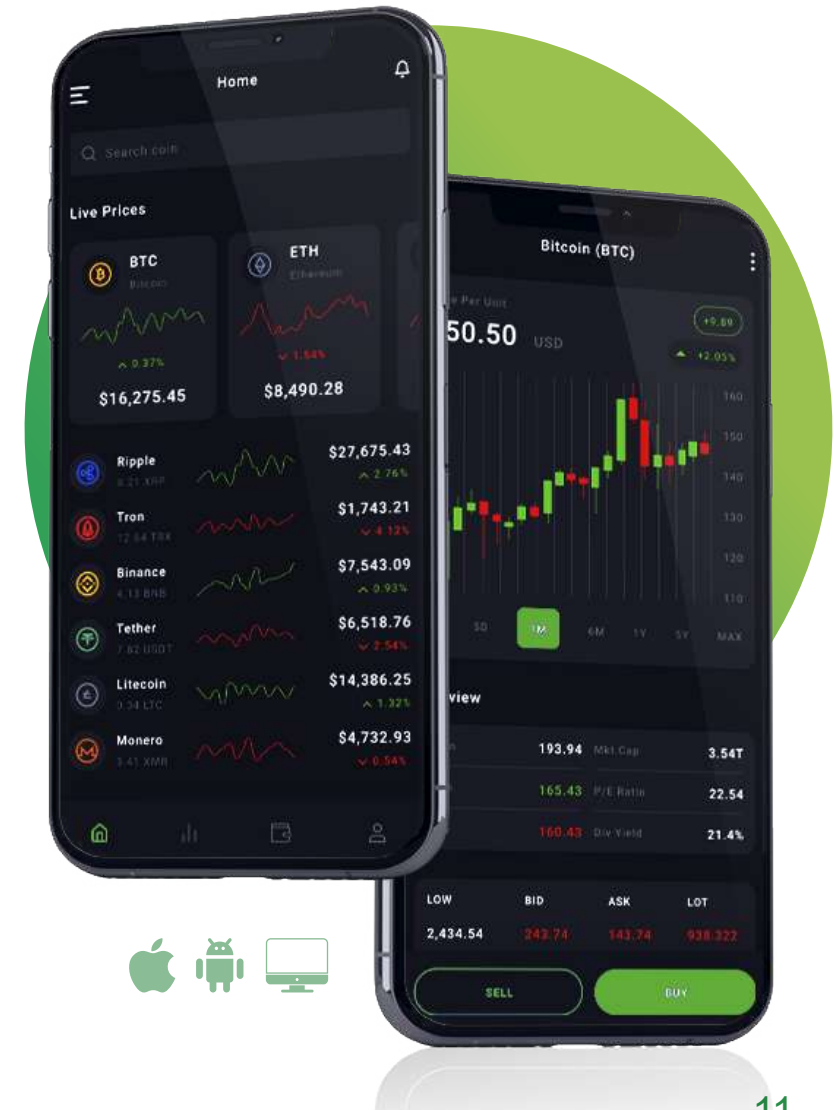 Home
Search coin
Live Prices
BTC
Bitcoin
0.37%
$16,275.45
ETH
Ethereum
1.64%
$8,490.28
Ripple
0.21 XRP
$27,675.43
2.76%
Tron
12.64 TRX
$1,743.21
4.12%
Binance
4.13 BNB
$7,543.09
0.93%
Tether
7.82 USDT
$6,518.76
2.54%
Litecoin
0.34 LTC
$14,386.25
1.32%
Monero
3.41 XMR
$4,732.93
0.54%
Bitcoin (BTC)
Per Unit
50.50 USD
+9.89
+2.05%
160
150
140
130
120
110
5D 1M 6M 1Y 5Y MAX
view
193.94 Mkt.Cap 3.54T
165.43 P/E Ratio 22.54
160.43 Div Yield 21.4%
LOW BID ASK LOT
2,434.54 243.74 143.74 938.322
SELL BUY
11